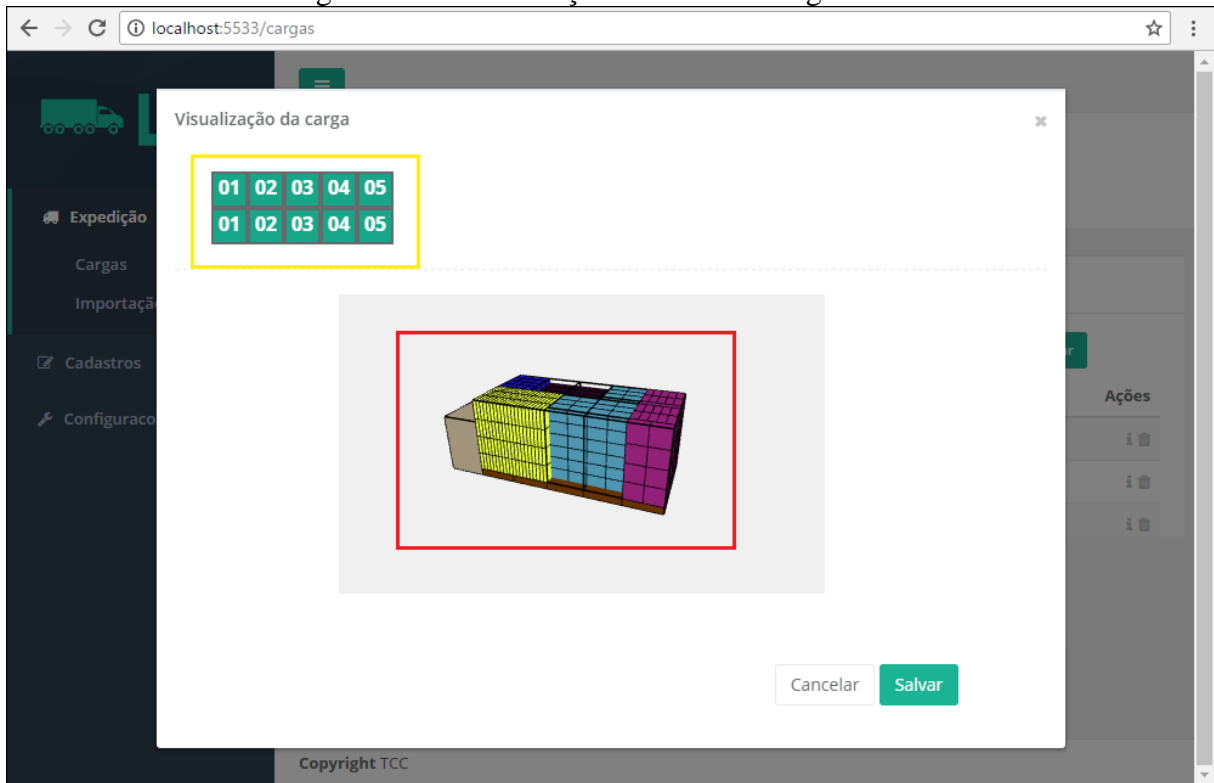 localhost:5533/cargas
Visualização da carga
01 02 03 04 05
01 02 03 04 05
Expedição
Cargas
Importaçã
Cadastros
Configuraco
Ações
Cancelar
Salvar
Copyright TCC